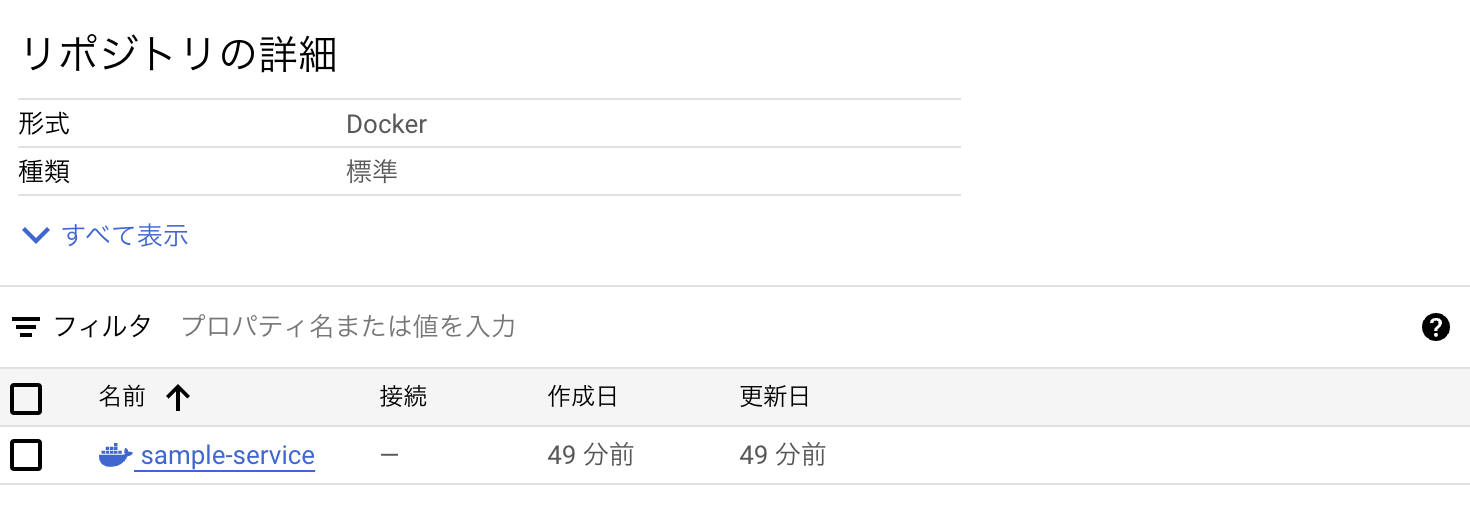 リポジトリの詳細
形式 Docker
種類 標準
すべて表示
フィルタ プロパティ名または値を入力
名前 接続 作成日 更新日
sample-service — 49 分前 49 分前